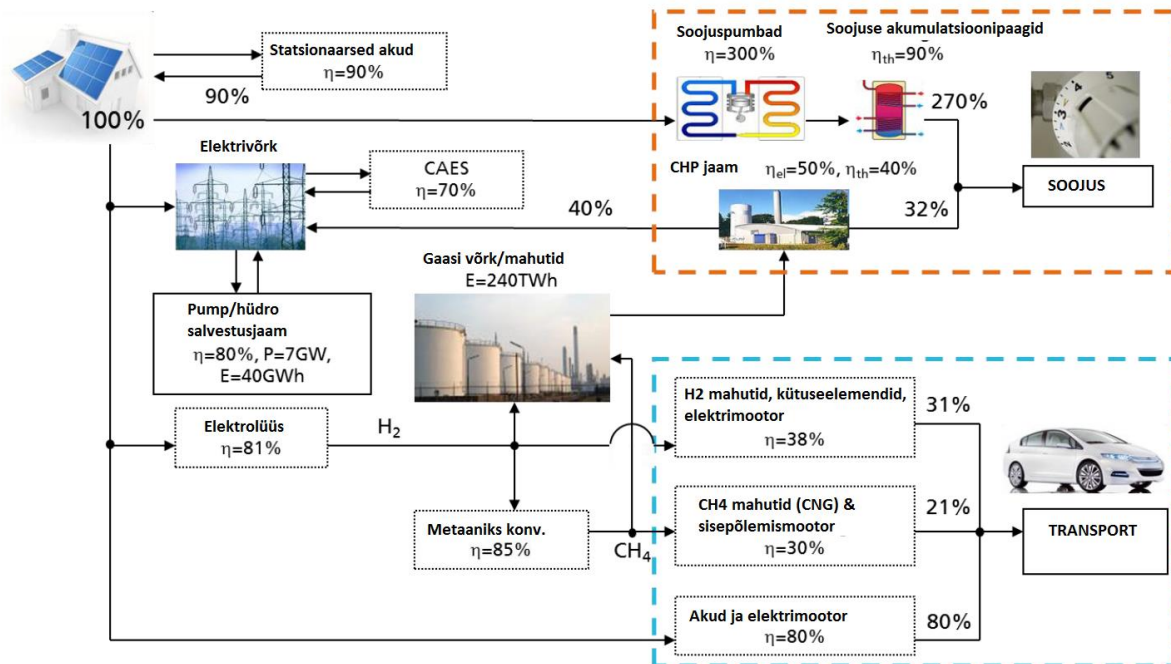 Statsionaarsed akud
η=90%
90%
100%
Soojuspumbad
η=300%
Soojuse akumulatsioonipaagid
ηth=90%
270%
Elektrivõrk
CAES
η=70%
40%
CHP jaam
ηel=50%, ηth=40%
32%
SOOJUS
Gaasi võrk/mahutid
E=240TWh
Pump/hüdro
salvestusjaam
η=80%, P=7GW,
E=40GWh
Elektrolüüs
η=81%
H2
Metaaniks konv.
η=85%
CH4
H2 mahutid, kütuseelemendid,
elektrimootor
η=38%
31%
CH4 mahutid (CNG) &
sisepõlemismootor
η=30%
21%
TRANSPORT
Akud ja elektrimootor
η=80%
80%